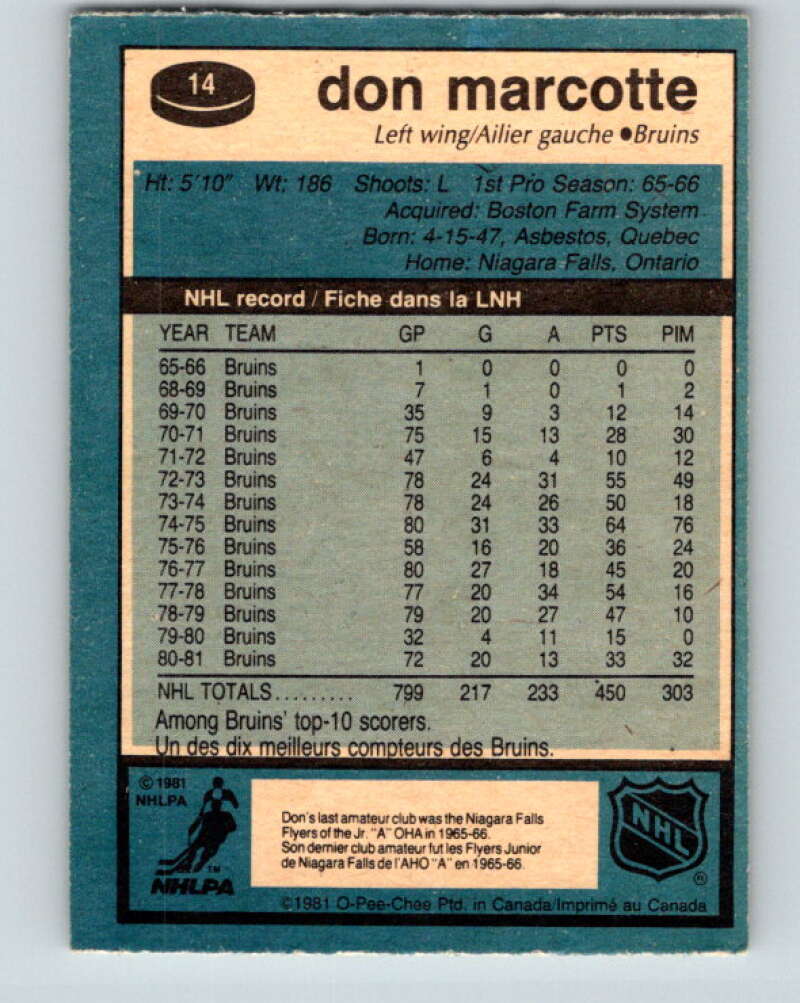 14
don marcotte
Left wing/Ailier gauche ●Bruins
Ht: 5'10" Wt: 186 Shoots: L 1st Pro Season: 65-66
Acquired: Boston Farm System
Born: 4-15-47, Asbestos, Quebec
Home: Niagara Falls, Ontario
NHL record / Fiche dans la LNH
YEAR TEAM GP G A PTS PIM
65-66 Bruins 1 0 0 0 0
68-69 Bruins 7 1 0 1 2
69-70 Bruins 35 9 3 12 14
70-71 Bruins 75 15 13 28 30
71-72 Bruins 47 6 4 10 12
72-73 Bruins 78 24 31 55 49
73-74 Bruins 78 24 26 50 18
74-75 Bruins 80 31 33 64 76
75-76 Bruins 58 16 20 36 24
76-77 Bruins 80 27 18 45 20
77-78 Bruins 77 20 34 54 16
78-79 Bruins 79 20 27 47 10
79-80 Bruins 32 4 11 15 0
80-81 Bruins 72 20 13 33 32
NHL TOTALS......... 799 217 233 450 303
Among Bruins' top-10 scorers.
Un des dix meilleurs compteurs des Bruins.
© 1981
NHLPA
Don's last amateur club was the Niagara Falls
Flyers of the Jr. "A" OHA in 1965-66.
Son dernier club amateur fut les Flyers Junior
de Niagara Falls de l'AHO "A" en 1965-66.
TM
NHLPA
NHL
®
©1981 O-Pee-Chee Ptd. in Canada/Imprimé au Canada